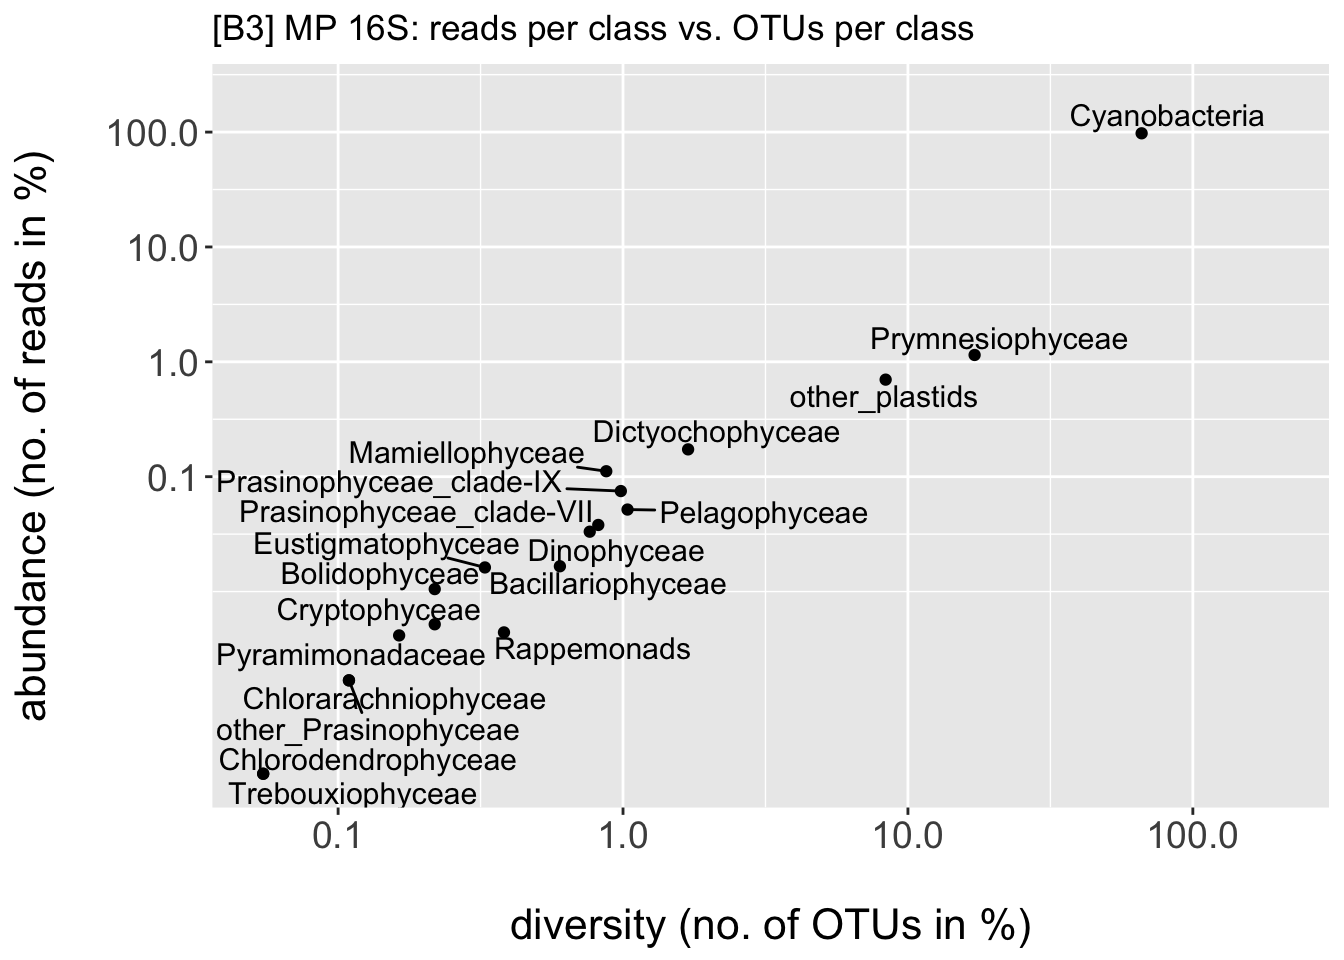 [B3] MP 16S: reads per class vs. OTUs per class
abundance (no. of reads in %)
100.0
10.0
1.0
0.1
Cyanobacteria
Prymnesiophyceae
other_plastids
Dictyochophyceae
Mamiellophyceae
Prasinophyceae_clade-IX
Prasinophyceae_clade-VII
Pelagophyceae
Eustigmatophyceae
Dinophyceae
Bolidophyceae
Bacillariophyceae
Cryptophyceae
Rappemonads
Pyramimonadaceae
Chlorarachniophyceae
other_Prasinophyceae
Chlorodendrophyceae
Trebouxiophyceae
0.1
1.0
10.0
100.0
diversity (no. of OTUs in %)